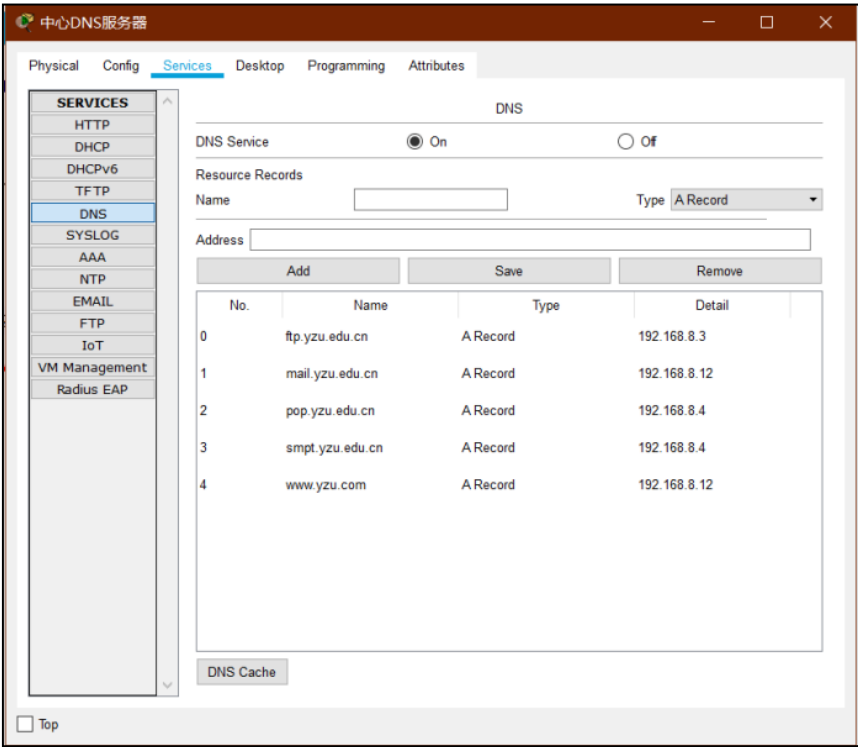 中心DNS服务器
Physical Config Services Desktop Programming Attributes
SERVICES
HTTP
DHCP
DHCPv6
TFTP
DNS
SYSLOG
AAA
NTP
EMAIL
FTP
IoT
VM Management
Radius EAP
DNS
DNS Service On Off
Resource Records
Name Type A Record
Address
Add Save Remove
No. Name Type Detail
0 ftp.yzu.edu.cn A Record 192.168.8.3
1 mail.yzu.edu.cn A Record 192.168.8.12
2 pop.yzu.edu.cn A Record 192.168.8.4
3 smpt.yzu.edu.cn A Record 192.168.8.4
4 www.yzu.com A Record 192.168.8.12
DNS Cache
Top